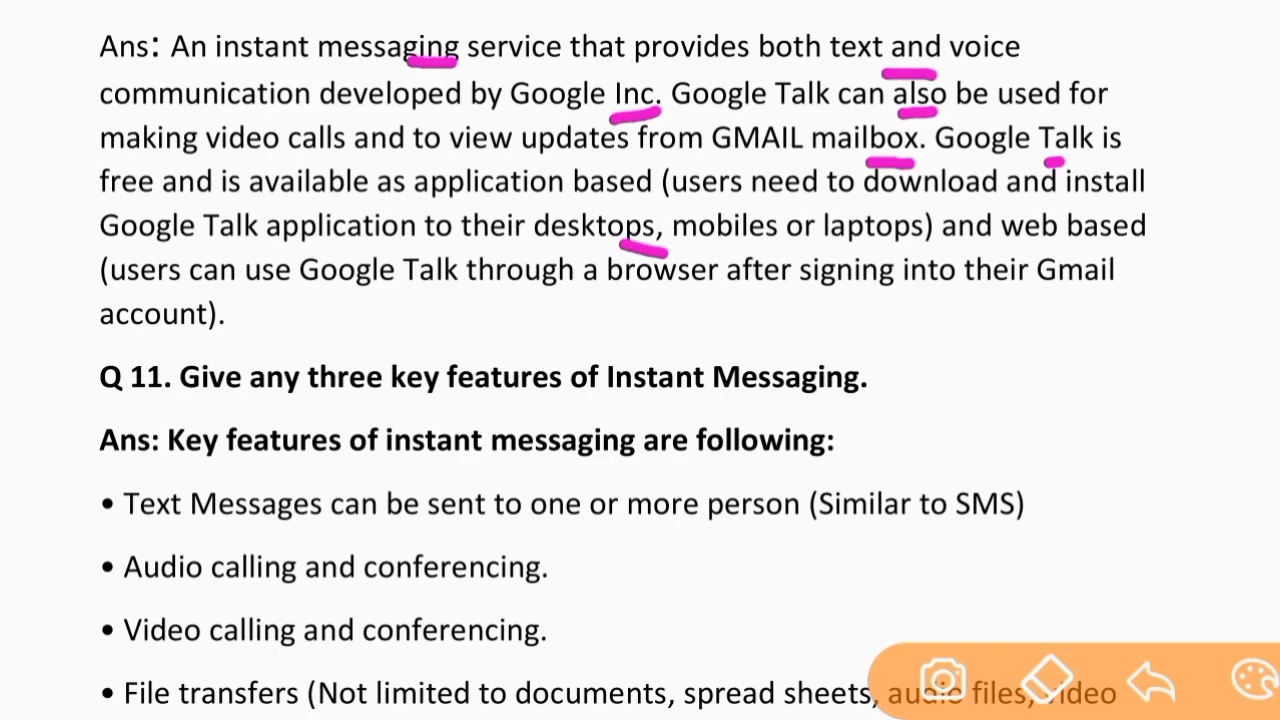 Ans: An instant messaging service that provides both text and voice
communication developed by Google Inc. Google Talk can also be used for
making video calls and to view updates from GMAIL mailbox. Google Talk is
free and is available as application based (users need to download and install
Google Talk application to their desktops, mobiles or laptops) and web based
(users can use Google Talk through a browser after signing into their Gmail
account).
Q 11. Give any three key features of Instant Messaging.
Ans: Key features of instant messaging are following:
• Text Messages can be sent to one or more person (Similar to SMS)
• Audio calling and conferencing.
• Video calling and conferencing.
• File transfers (Not limited to documents, spread sheets, audio files, video